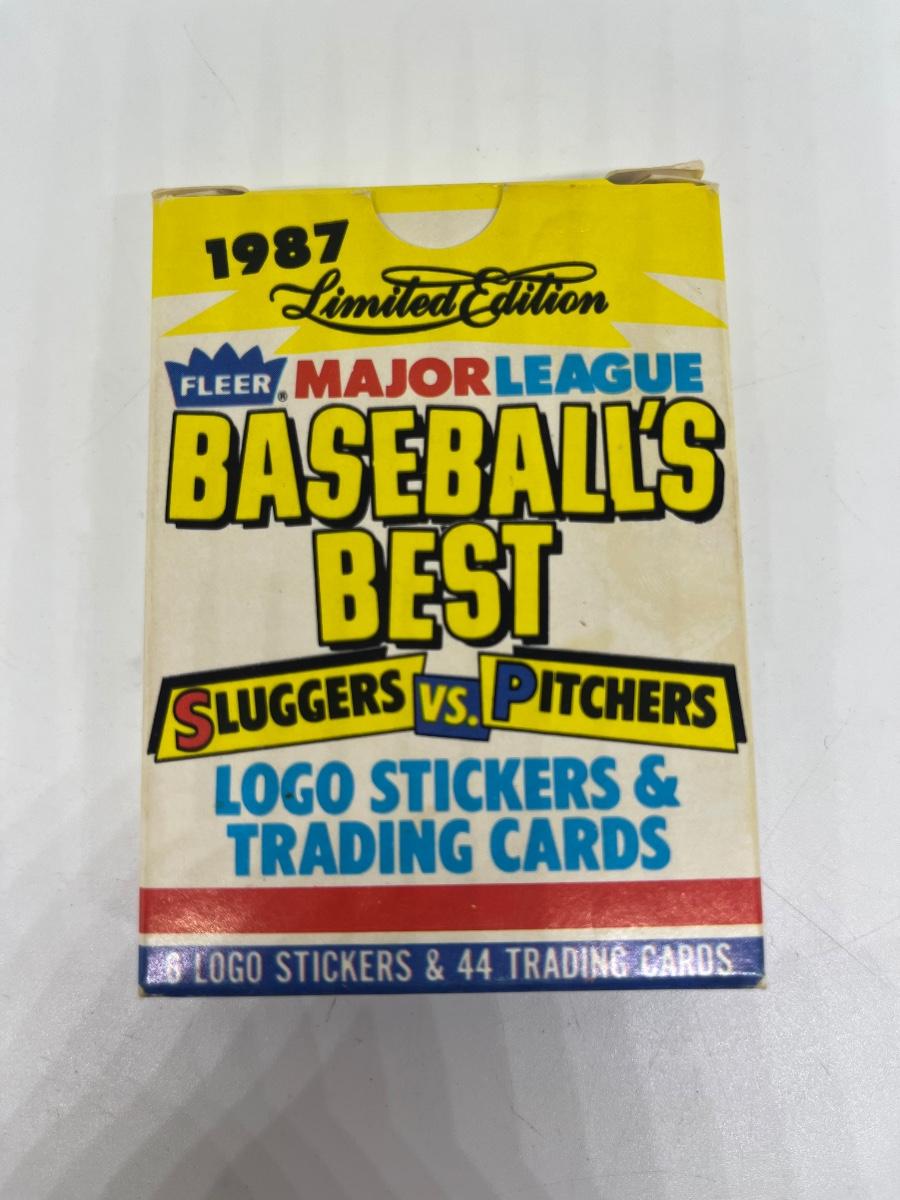 1987
Limited Edition
FLEER ® MAJOR LEAGUE
BASEBALL'S
BEST
SLUGGERS VS. PITCHERS
LOGO STICKERS &
TRADING CARDS
6 LOGO STICKERS & 44 TRADING CARDS